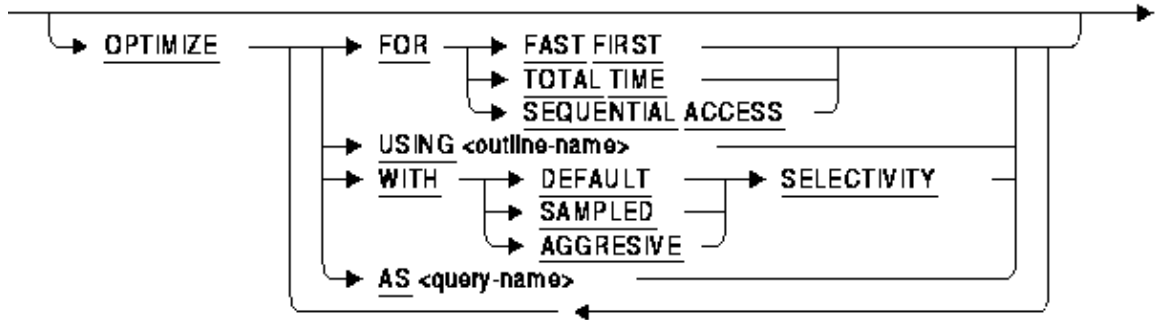 OPTIMIZE FOR FAST FIRST
TOTAL TIME
SEQUENTIAL ACCESS
USING <outline-name>
WITH DEFAULT SELECTIVITY
SAMPLED
AGGRESIVE
AS <query-name>